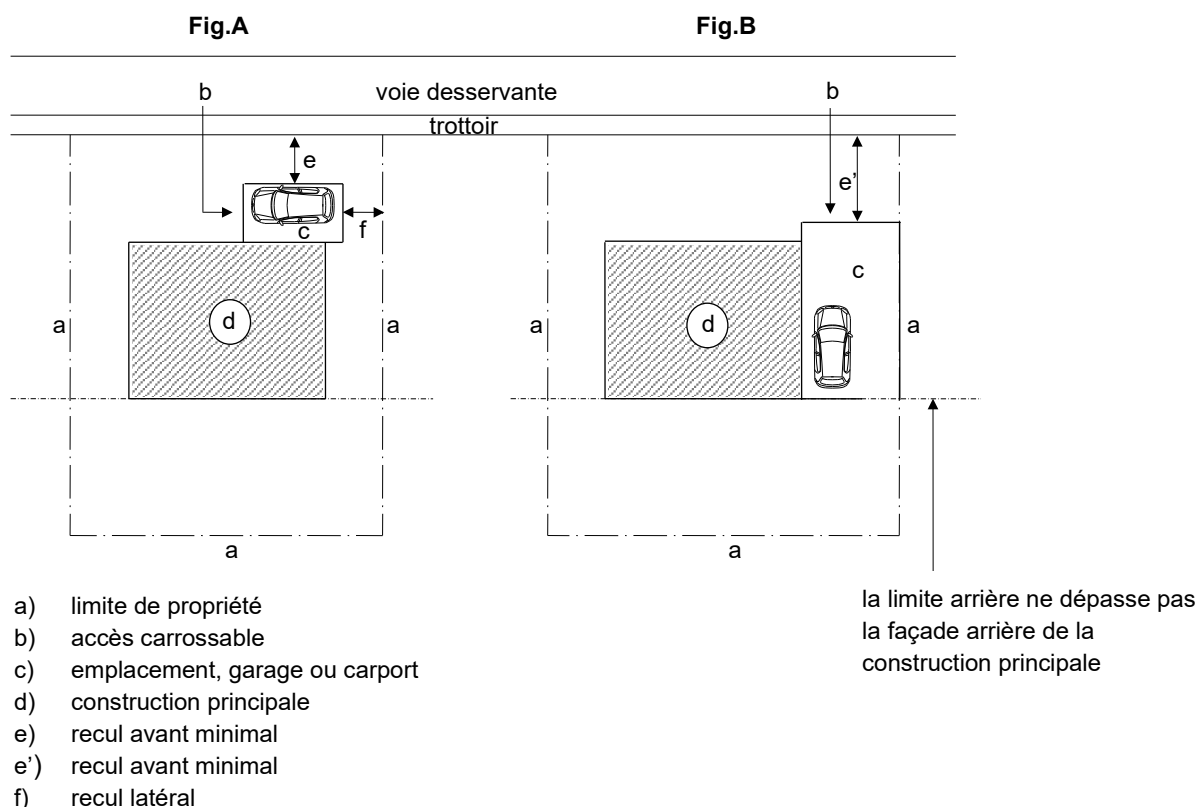 Fig.A
Fig.B
b
voie desservante
b
trottoir
e
e’
c
f
c
a
d
a
a
d
a
a
a
a) limite de propriété
b) accès carrossable
c) emplacement, garage ou carport
d) construction principale
e) recul avant minimal
e’) recul avant minimal
f) recul latéral
la limite arrière ne dépasse pas
la façade arrière de la
construction principale